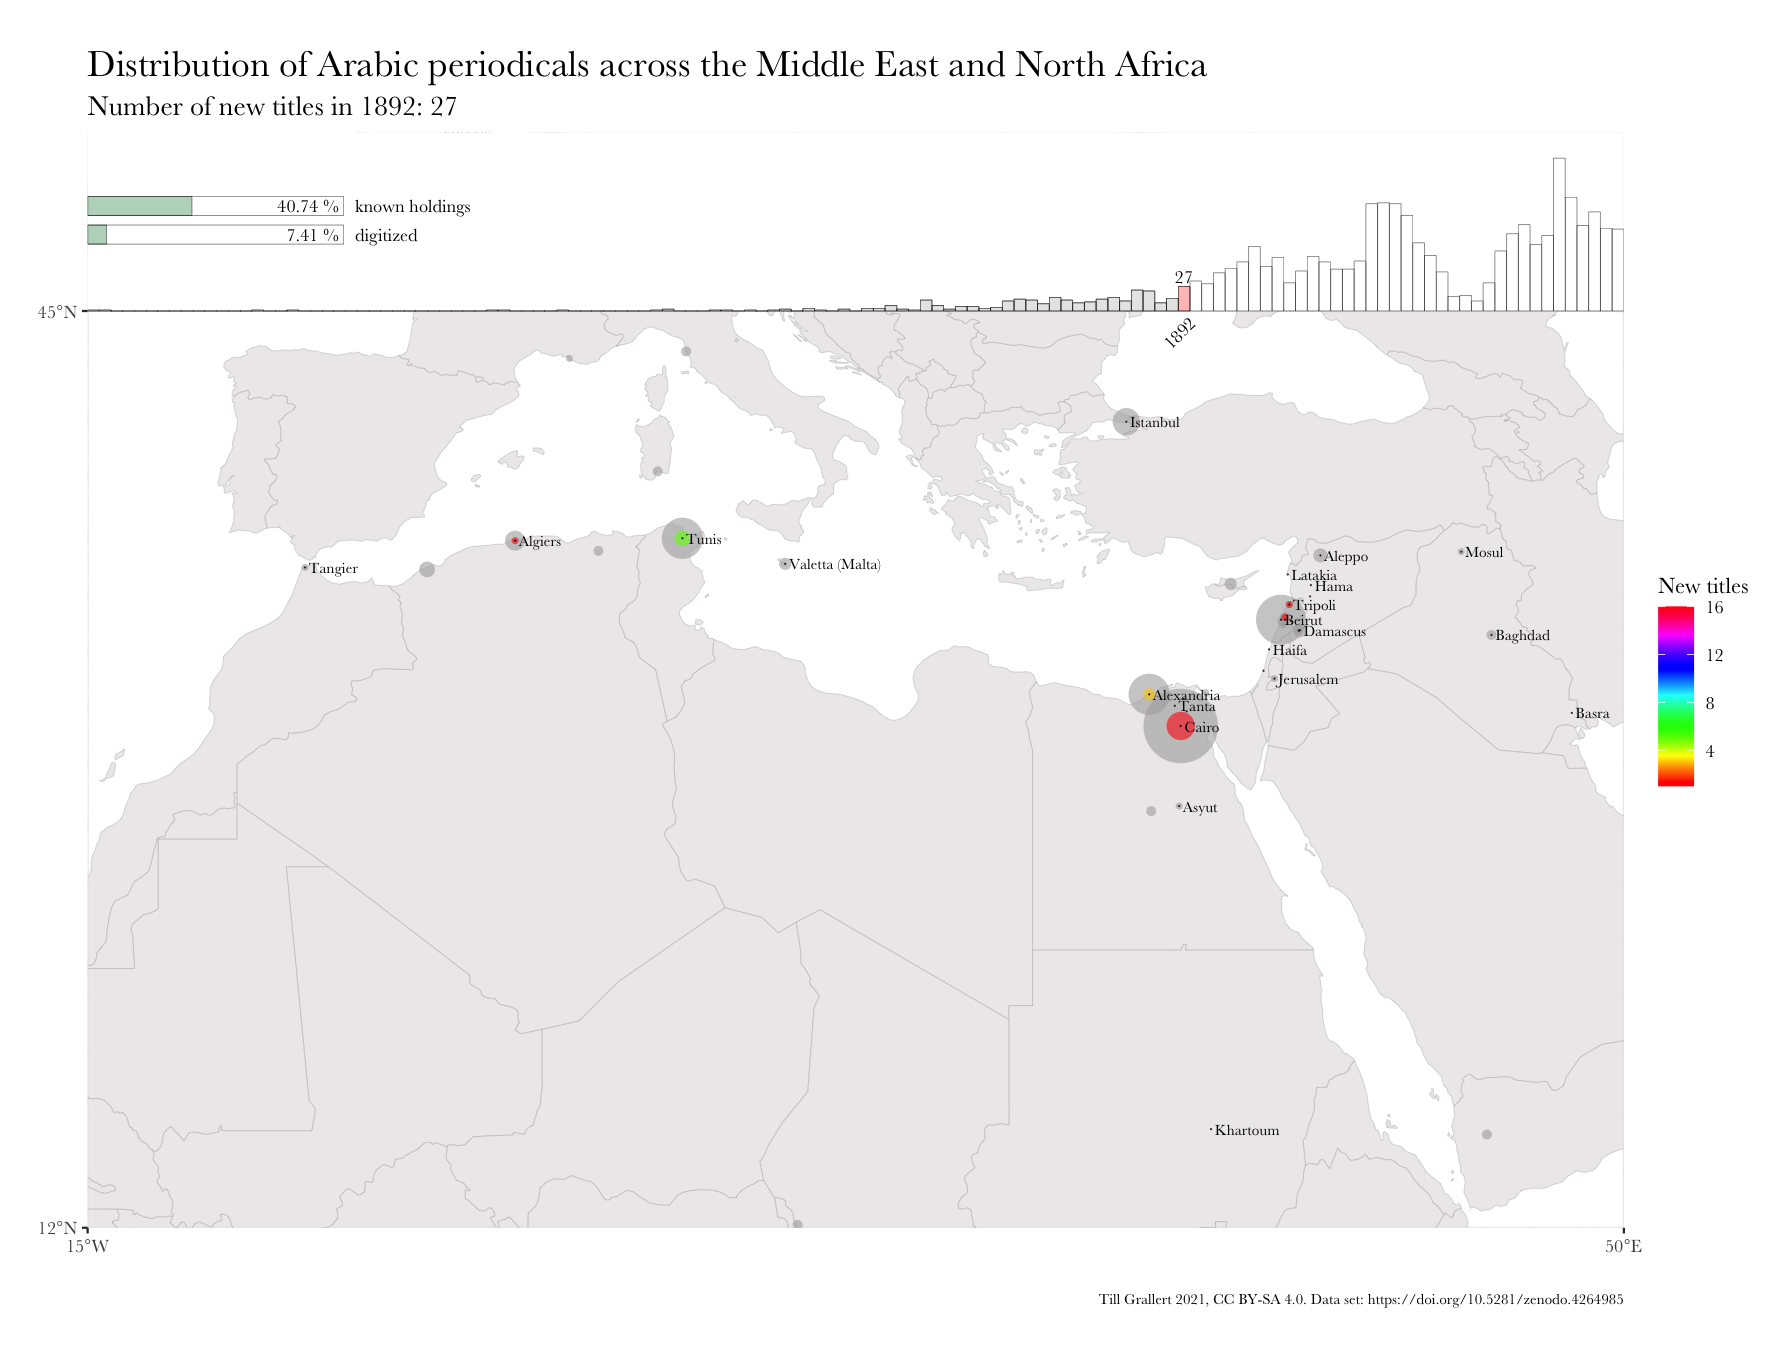 Distribution of Arabic periodicals across the Middle East and North Africa
Number of new titles in 1892: 27
40.74 % known holdings
7.41 % digitized
27
45°N
1892
Istanbul
Algiers
Tunis
Tangier
Valetta (Malta)
Aleppo
Mosul
Latakia
Hama
Tripoli
Beirut
Damascus
Baghdad
Haifa
Jerusalem
Alexandria
Tanta
Cairo
Basra
Asyut
Khartoum
New titles
16
12
8
4
12°N
15°W
50°E
Till Grallert 2021, CC BY-SA 4.0. Data set: https://doi.org/10.5281/zenodo.4264985